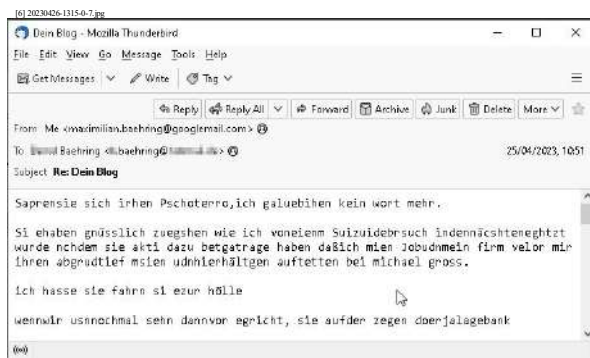 [6] 20230426-1315-0-7.jpg
Dein Blog - Mozilla Thunderbird
File Edit View Go Message Tools Help
Get Messages Write Tag
Reply Reply All Forward Archive Junk Delete More
From Me <maximilian.baehring@googlemail.com>
To Baehring baehring@
25/04/2023, 10:51
Subject Re: Dein Blog
Saprensie sich irhen Pschoterro,ich galuebihen kein wort mehr.
Si ehaben gnüsslich zuegshen wie ich voneienm Suizuidebrsuch indennäcshteneghtzt
wurde nchdem sie akti dazu betgatrage haben daßich mien Jobudnmein firm velor mir
ihren abgrudtief msien udnhierhältgen auftetten bei michael gross.
ich hasse sie fahrn si ezur hölle
wennwir usnnochmal sehn dannvor egricht, sie aufder zegen doerjalagebank